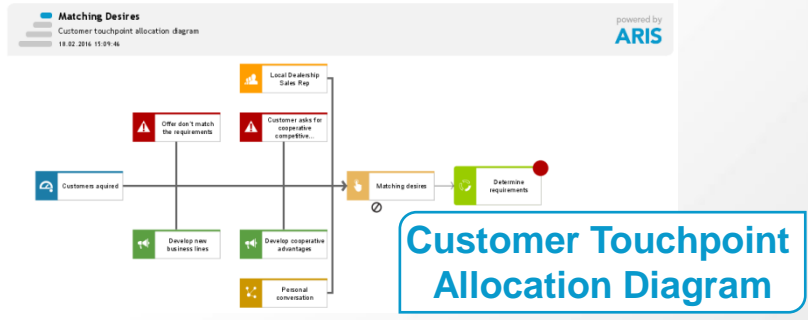 Matching Desires
Customer touchpoint allocation diagram
18.02.2016 15:09:46
powered by
ARIS
Local Dealership
Sales Rep
Offer don't match
the requirements
Customer asks for
cooperative
competitive...
Customers aquired
Matching desires
Determine
requirements
Develop new
business lines
Develop cooperative
advantages
Personal
conversation
Customer Touchpoint
Allocation Diagram